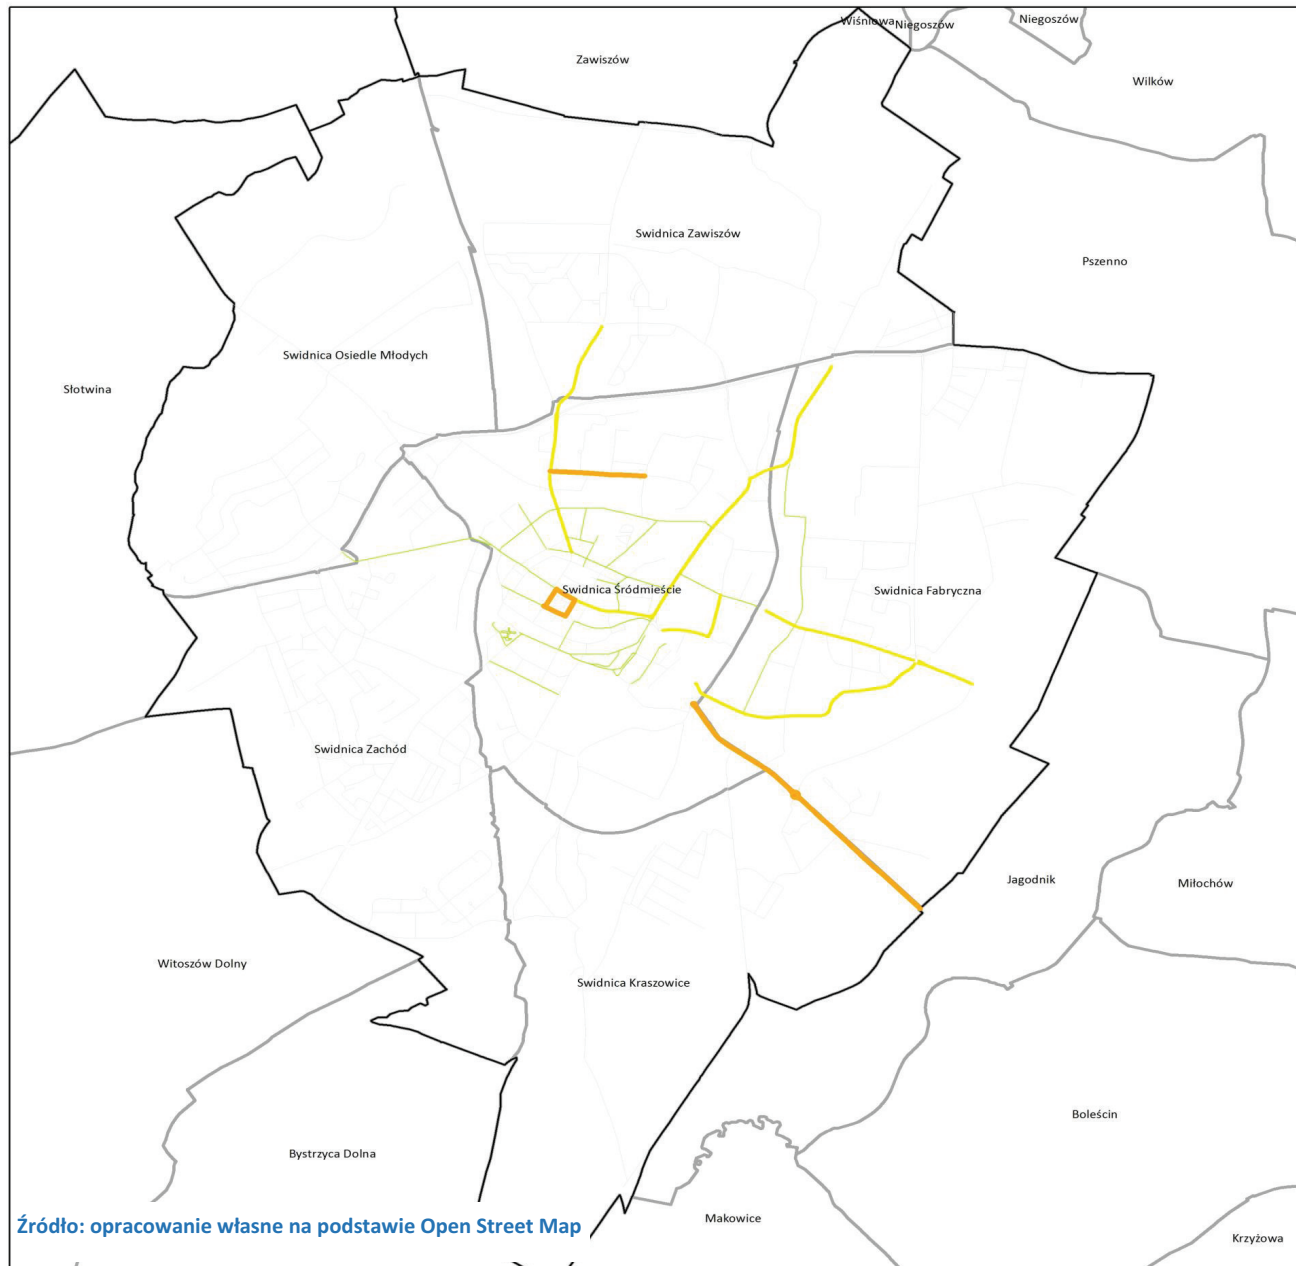 Wiśniowa
Niegoszów
Niegoszów
Zawiszów
Wilków
Swidnica Zawiszów
Pszenno
Swidnica Osiedle Młodych
Słotwina
Swidnica Śródmieście
Swidnica Fabryczna
Swidnica Zachód
Jagodnik
Miłochów
Witoszów Dolny
Swidnica Kraszowice
Boleścin
Bystrzyca Dolna
Makowice
Źródło: opracowanie własne na podstawie Open Street Map
Krzyżowa